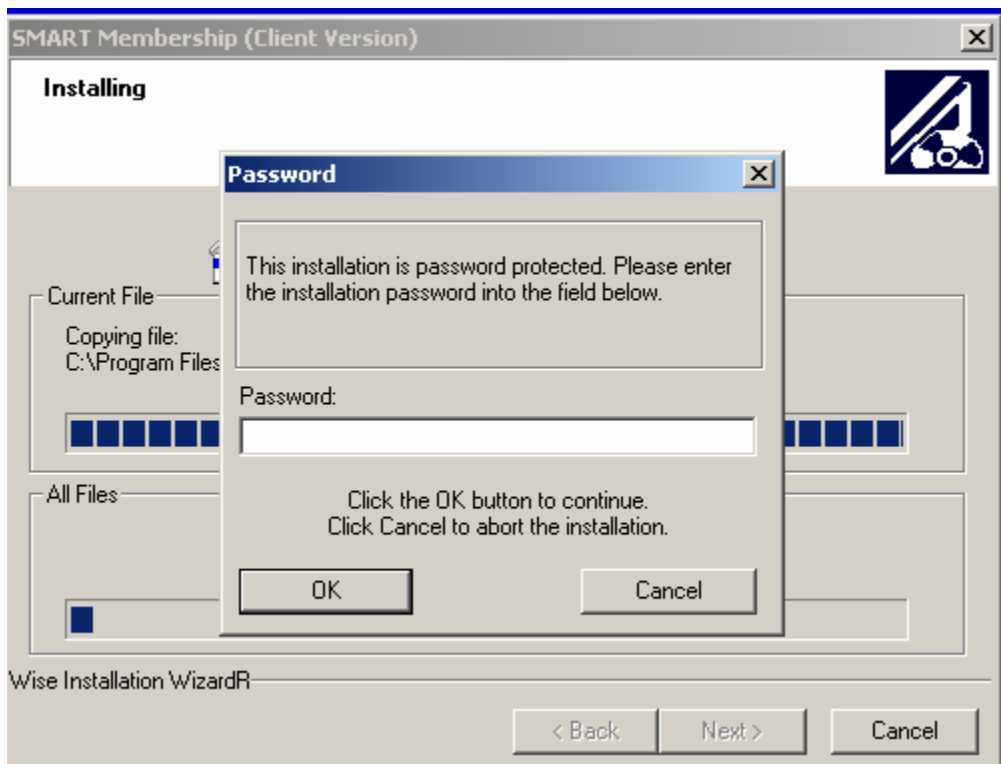 SMART Membership (Client Version)
Installing
Password
This installation is password protected. Please enter
the installation password into the field below.
Current File
Copying file:
C:\Program Files
Password:
All Files
Click the OK button to continue.
Click Cancel to abort the installation.
OK
Cancel
Wise Installation WizardR
< Back
Next >
Cancel